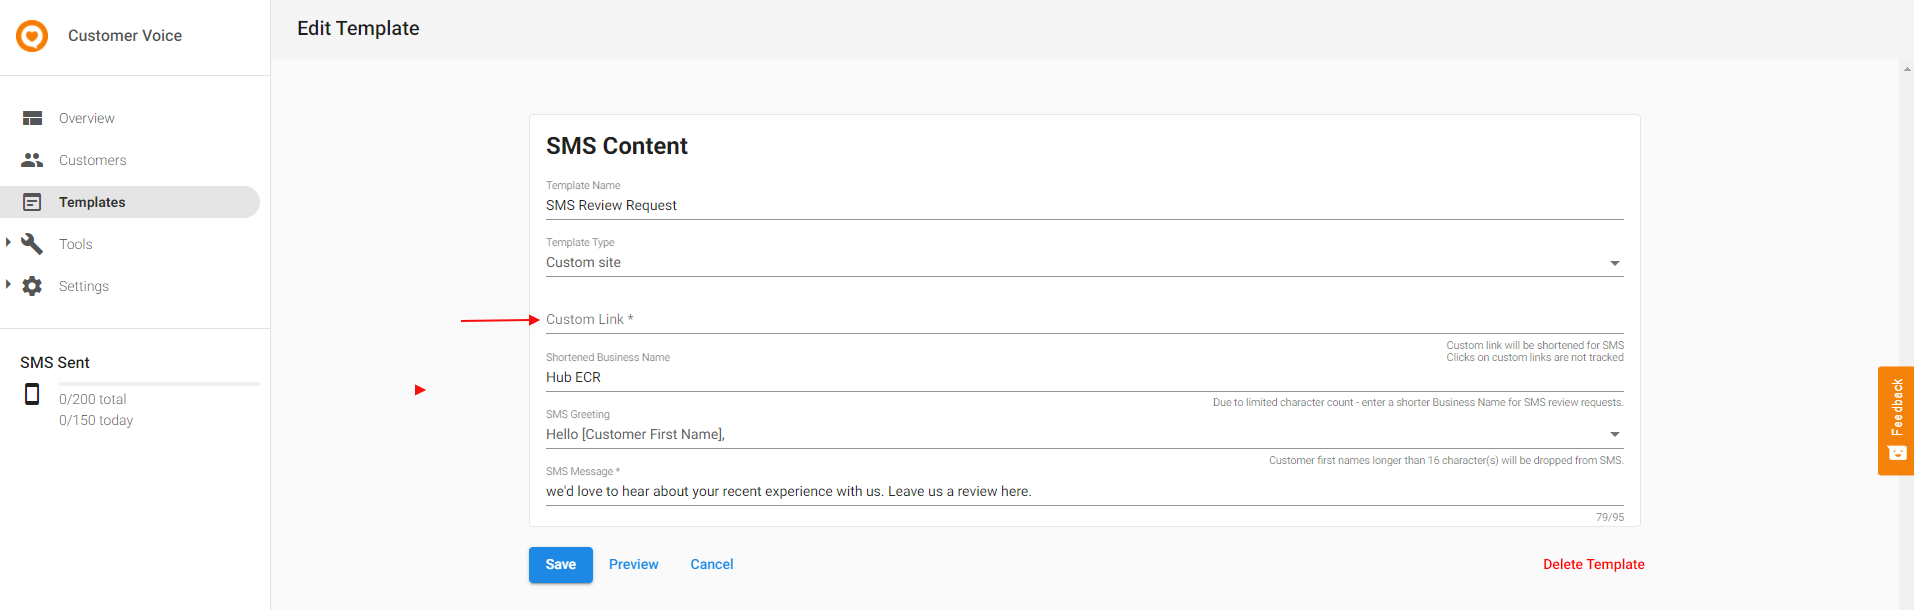 Customer Voice
Edit Template
Overview
Customers
Templates
Tools
Settings
SMS Sent
0/200 total
0/150 today
SMS Content
Template Name
SMS Review Request
Template Type
Custom site
Custom Link *
Custom link will be shortened for SMS
Clicks on custom links are not tracked
Shortened Business Name
Hub ECR
Due to limited character count - enter a shorter Business Name for SMS review requests.
SMS Greeting
Hello [Customer First Name],
Customer first names longer than 16 character(s) will be dropped from SMS.
SMS Message *
we'd love to hear about your recent experience with us. Leave us a review here.
79/95
Save
Preview
Cancel
Delete Template
Feedback